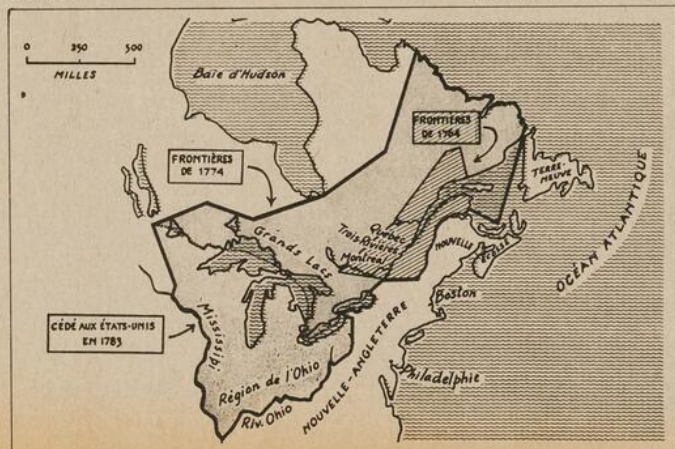 0 250 500
MILLES
Baie d'Hudson
FRONTIÈRES
DE 1764
FRONTIÈRES
DE 1774
TERRE-
NEUVE
Grands Lacs
Québec
Trois Rivières
Montréal
NOUVELLE
ÉCOSSE
OCÉAN ATLANTIQUE
Boston
CÉDÉ AUX ÉTATS-UNIS
EN 1783
Mississipi
Philadelphie
Région de l'Ohio
Riv. Ohio
NOUVELLE-ANGLETERRE